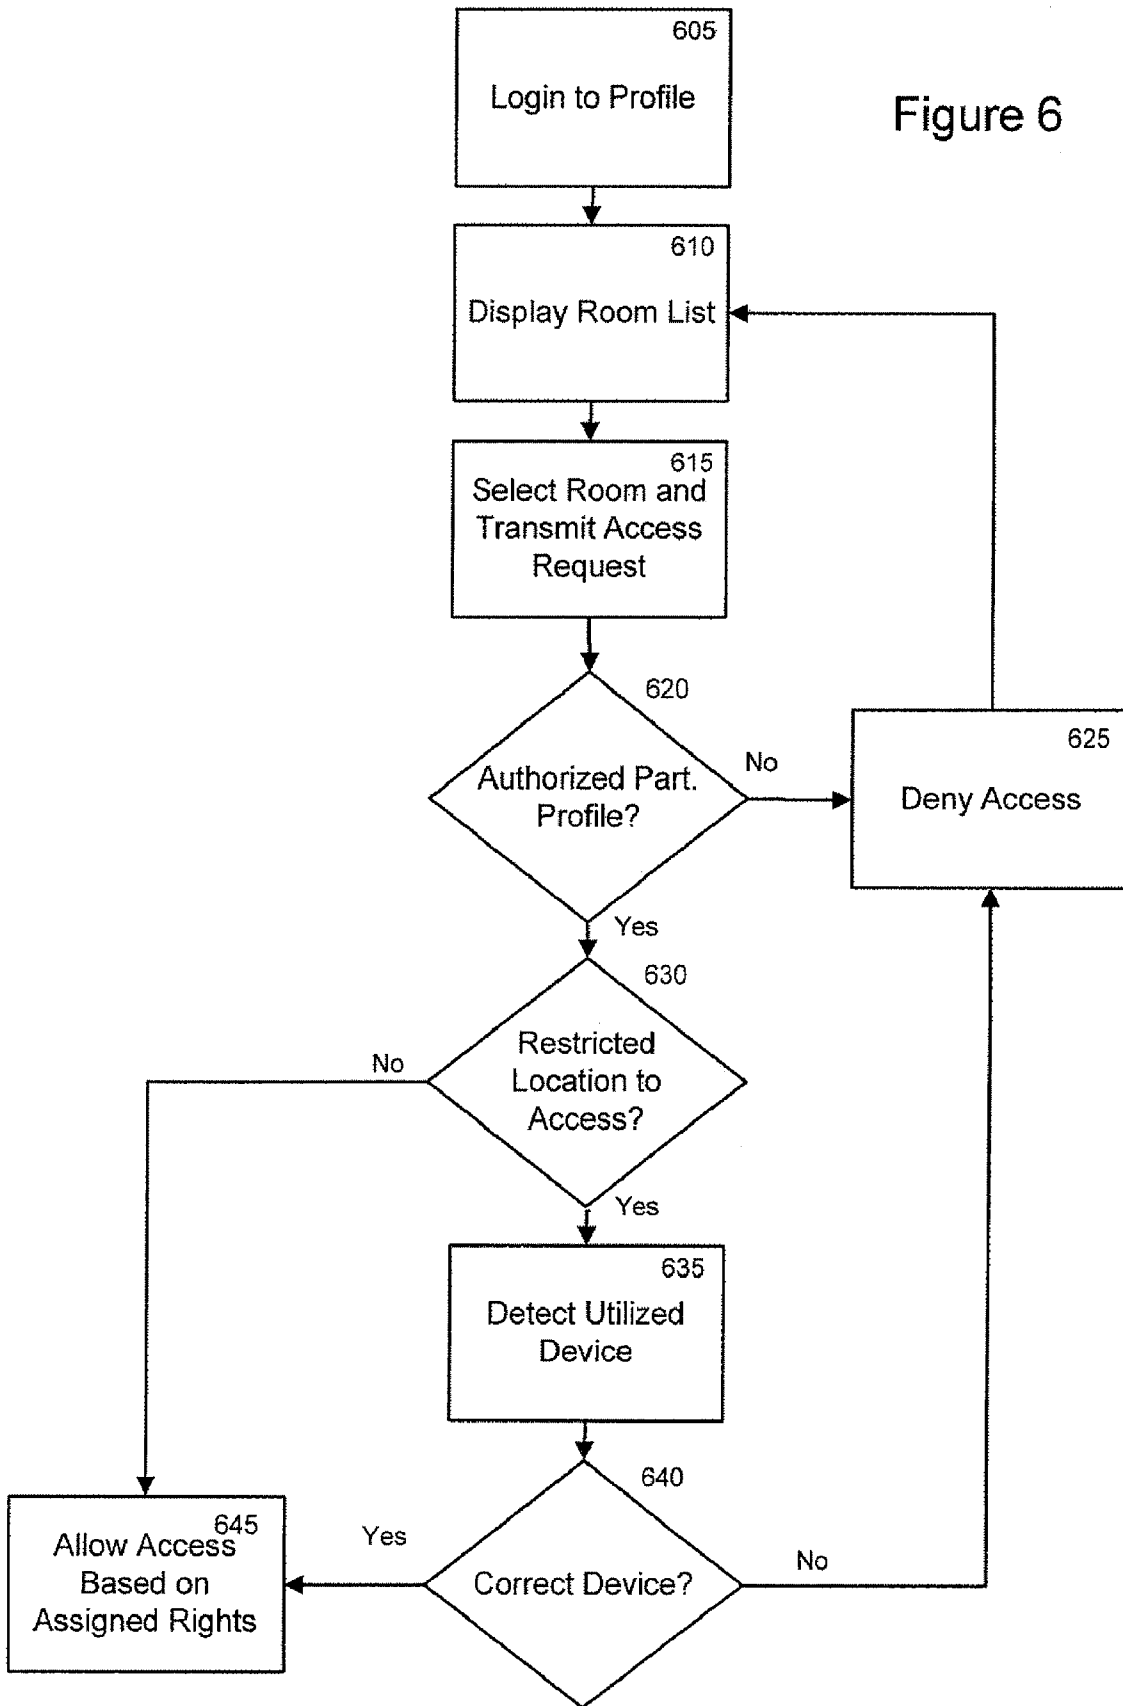 605
Login to Profile
Figure 6
610
Display Room List
615
Select Room and
Transmit Access
Request
620
Authorized Part.
Profile?
No
625
Deny Access
Yes
630
Restricted
Location to
Access?
No
Yes
635
Detect Utilized
Device
640
Correct Device?
Yes
No
645
Allow Access
Based on
Assigned Rights